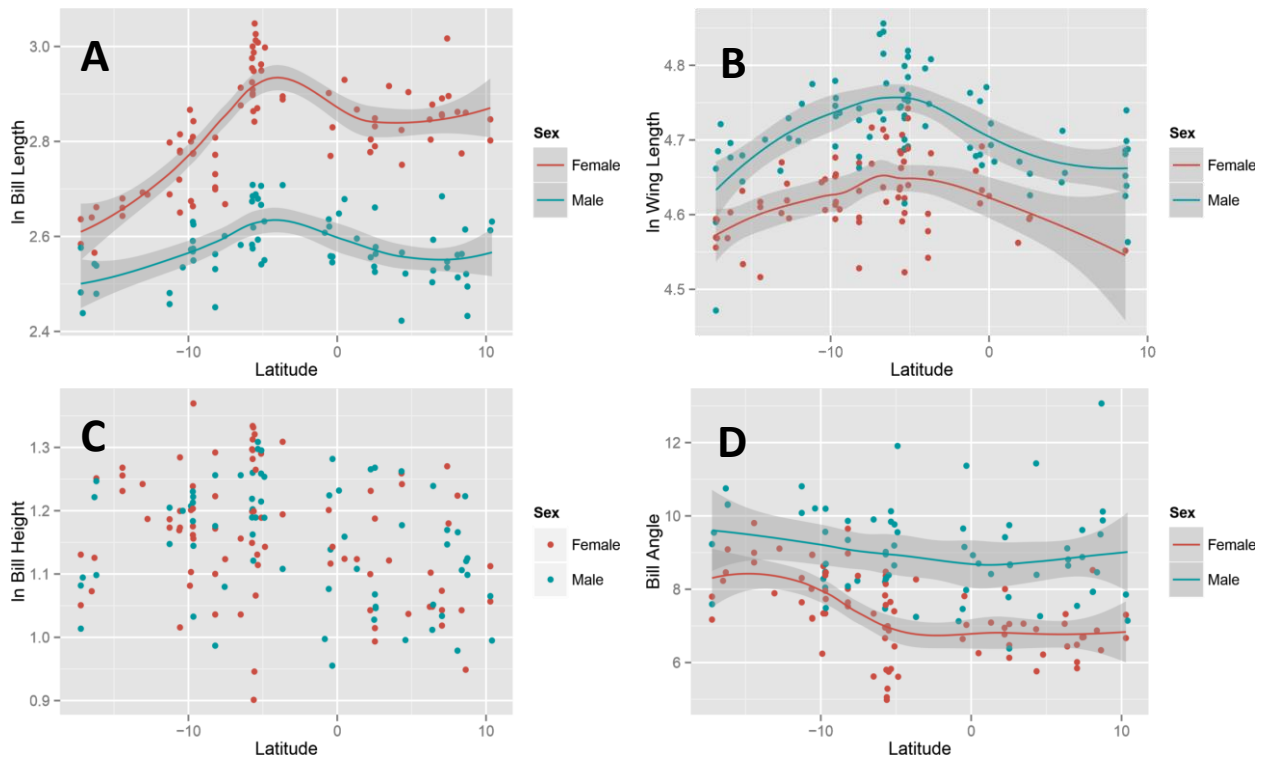 A
3.0
2.8
2.6
2.4
ln Bill Length
−10
0
10
Latitude
Sex
Female
Male
B
4.8
4.7
4.6
4.5
ln Wing Length
−10
0
10
Latitude
Sex
Female
Male
C
1.3
1.2
1.1
1.0
0.9
ln Bill Height
−10
0
10
Latitude
Sex
Female
Male
D
12
10
8
6
Bill Angle
−10
0
10
Latitude
Sex
Female
Male